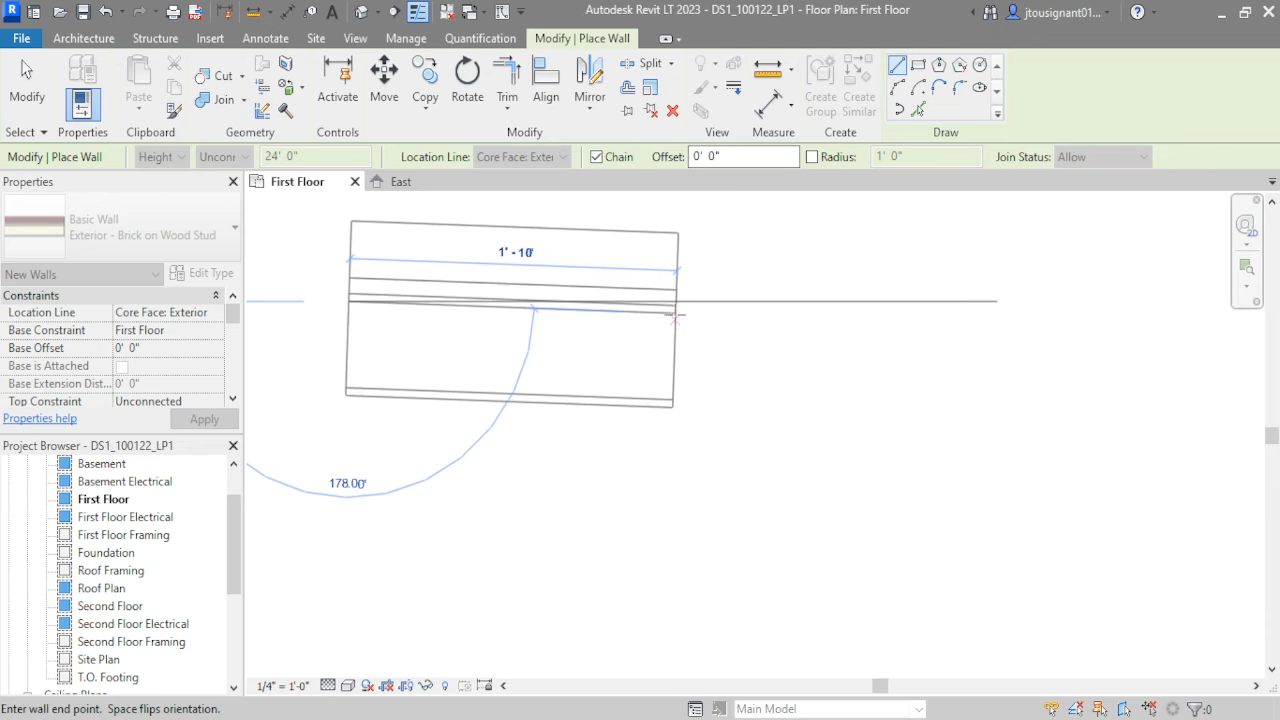 Autodesk Revit LT 2023 - DS1_100122_LP1 - Floor Plan: First Floor
jtousignant01...
File Architecture Structure Insert Annotate Site View Manage Quantification Modify | Place Wall
Modify Paste Cut Join Activate Move Copy Rotate Trim Align Mirror Split Create Group Create Similar
Select Properties Clipboard Geometry Controls Modify View Measure Create Draw
Modify | Place Wall Height Uncon 24' 0" Location Line: Core Face: Exter Chain Offset: 0' 0" Radius: 1' 0" Join Status: Allow
Properties
First Floor
East
Basic Wall
Exterior - Brick on Wood Stud
New Walls Edit Type
Constraints
Location Line Core Face: Exterior
Base Constraint First Floor
Base Offset 0' 0"
Base is Attached
Base Extension Dist... 0' 0"
Top Constraint Unconnected
Properties help Apply
Project Browser - DS1_100122_LP1
Basement
Basement Electrical
First Floor
First Floor Electrical
First Floor Framing
Foundation
Roof Framing
Roof Plan
Second Floor
Second Floor Electrical
Second Floor Framing
Site Plan
T.O. Footing
Ceiling Plans
1' - 10"
178.00°
2D
1/4" = 1'-0"
Enter wall end point. Space flips orientation.
Main Model
:0